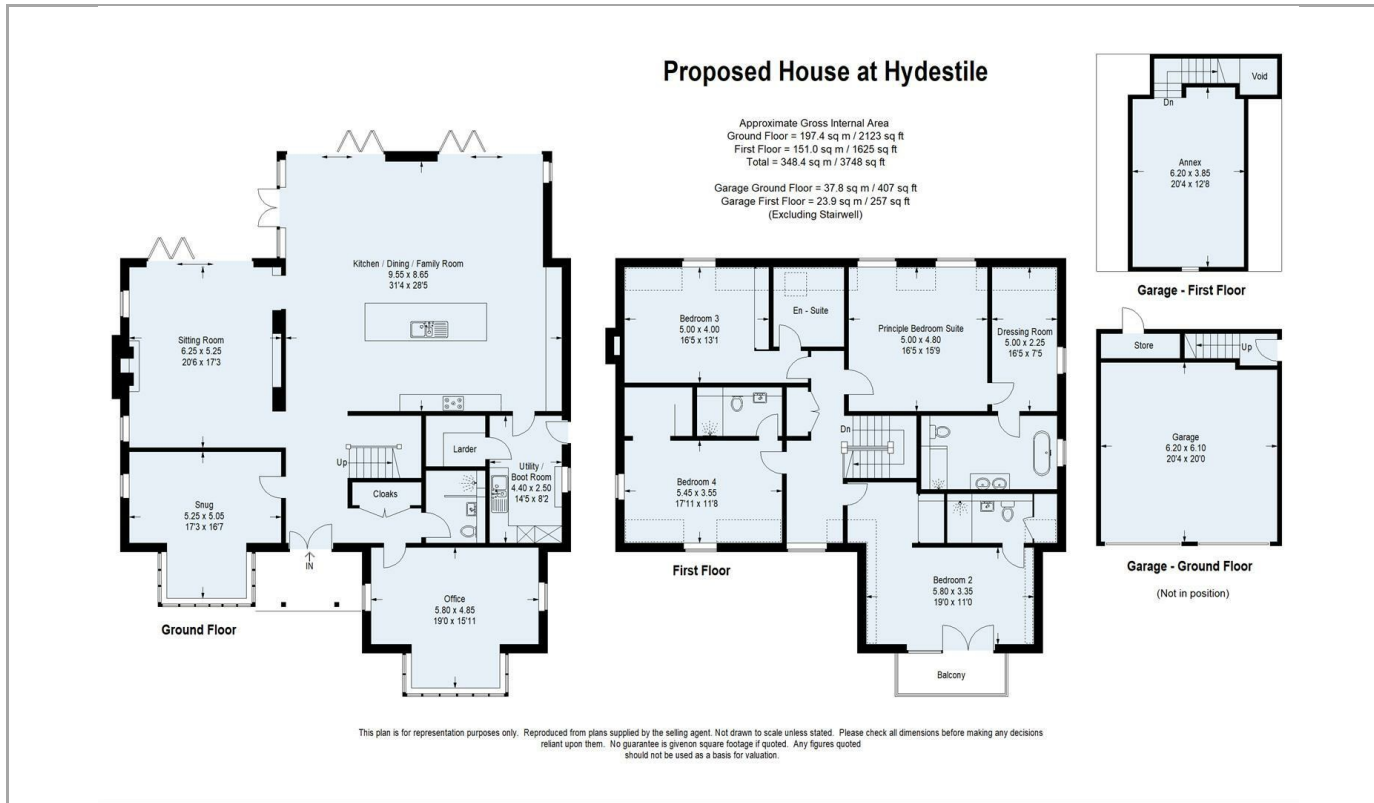 Proposed House at Hydestile
Approximate Gross Internal Area
Ground Floor = 197.4 sq m / 2123 sq ft
First Floor = 151.0 sq m / 1625 sq ft
Total = 348.4 sq m / 3748 sq ft
Garage Ground Floor = 37.8 sq m / 407 sq ft
Garage First Floor = 23.9 sq m / 257 sq ft
(Excluding Stairwell)
Kitchen / Dining / Family Room
9.55 x 8.65
31'4 x 28'5
Sitting Room
6.25 x 5.25
20'6 x 17'3
Larder
Utility /
Boot Room
4.40 x 2.50
14'5 x 8'2
Up
Cloaks
Snug
5.25 x 5.05
17'3 x 16'7
IN
Office
5.80 x 4.85
19'0 x 15'11
Ground Floor
Bedroom 3
5.00 x 4.00
16'5 x 13'1
En - Suite
Principle Bedroom Suite
5.00 x 4.80
16'5 x 15'9
Dressing Room
5.00 x 2.25
16'5 x 7'5
Dn
Bedroom 4
5.45 x 3.55
17'11 x 11'8
Bedroom 2
5.80 x 3.35
19'0 x 11'0
Balcony
First Floor
Void
Dn
Annex
6.20 x 3.85
20'4 x 12'8
Garage - First Floor
Store
Up
Garage
6.20 x 6.10
20'4 x 20'0
Garage - Ground Floor
(Not in position)
This plan is for representation purposes only. Reproduced from plans supplied by the selling agent. Not drawn to scale unless stated. Please check all dimensions before making any decisions
reliant upon them. No guarantee is givenon square footage if quoted. Any figures quoted
should not be used as a basis for valuation.